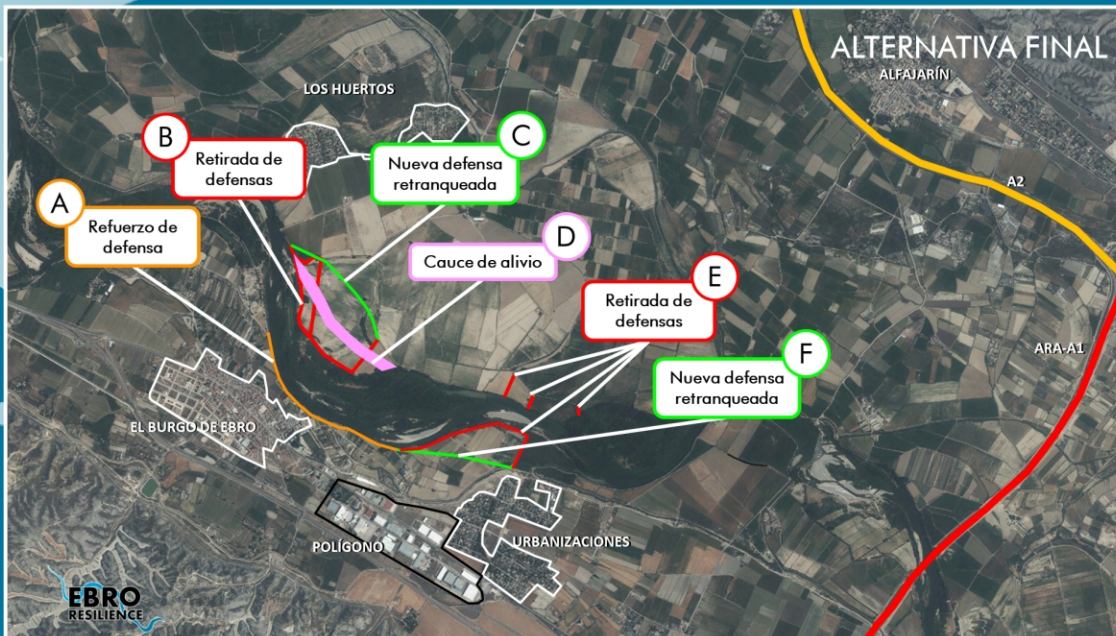 ALTERNATIVA FINAL
ALFAJARÍN
LOS HUERTOS
B
Retirada de
defensas
C
Nueva defensa
retranqueada
A2
A
Refuerzo de
defensa
D
Cauce de alivio
E
Retirada de
defensas
ARA-A1
F
Nueva defensa
retranqueada
EL BURGO DE EBRO
POLÍGONO
URBANIZACIONES
EBRO
RESILIENCE